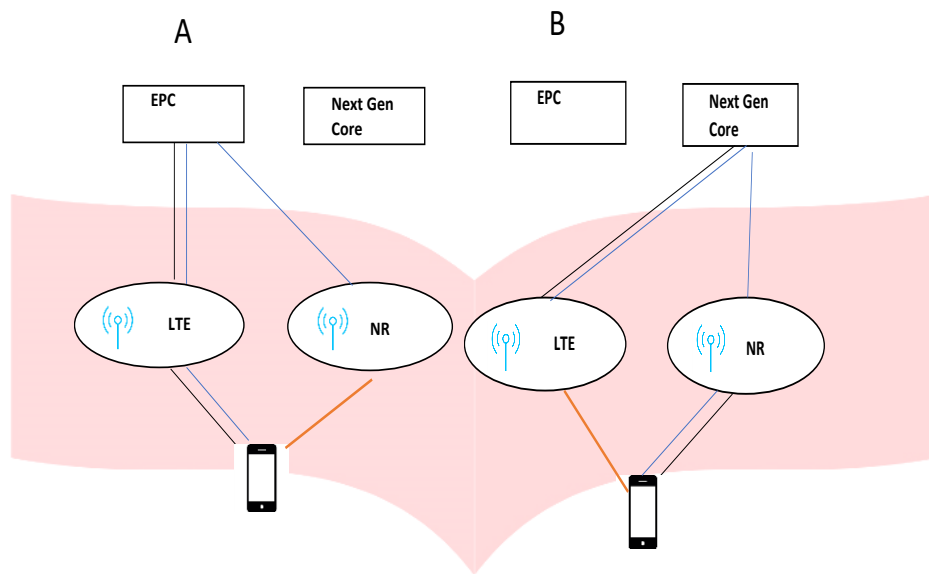 A
B
EPC
Next Gen
Core
EPC
Next Gen
Core
LTE
NR
LTE
NR